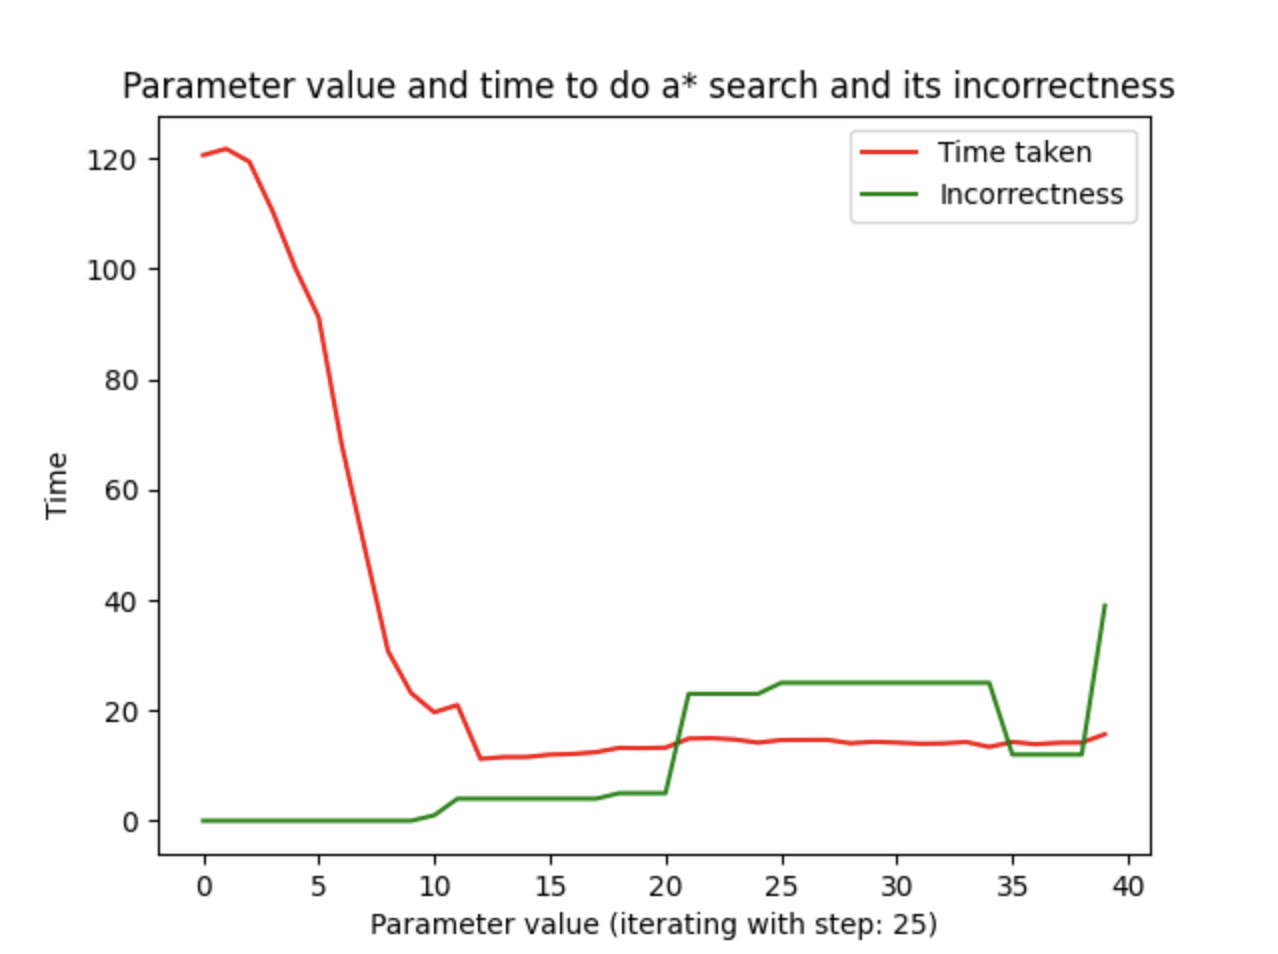 Parameter value and time to do a* search and its incorrectness
Time taken
Incorrectness
120
100
80
60
40
20
0
Time
0 5 10 15 20 25 30 35 40
Parameter value (iterating with step: 25)